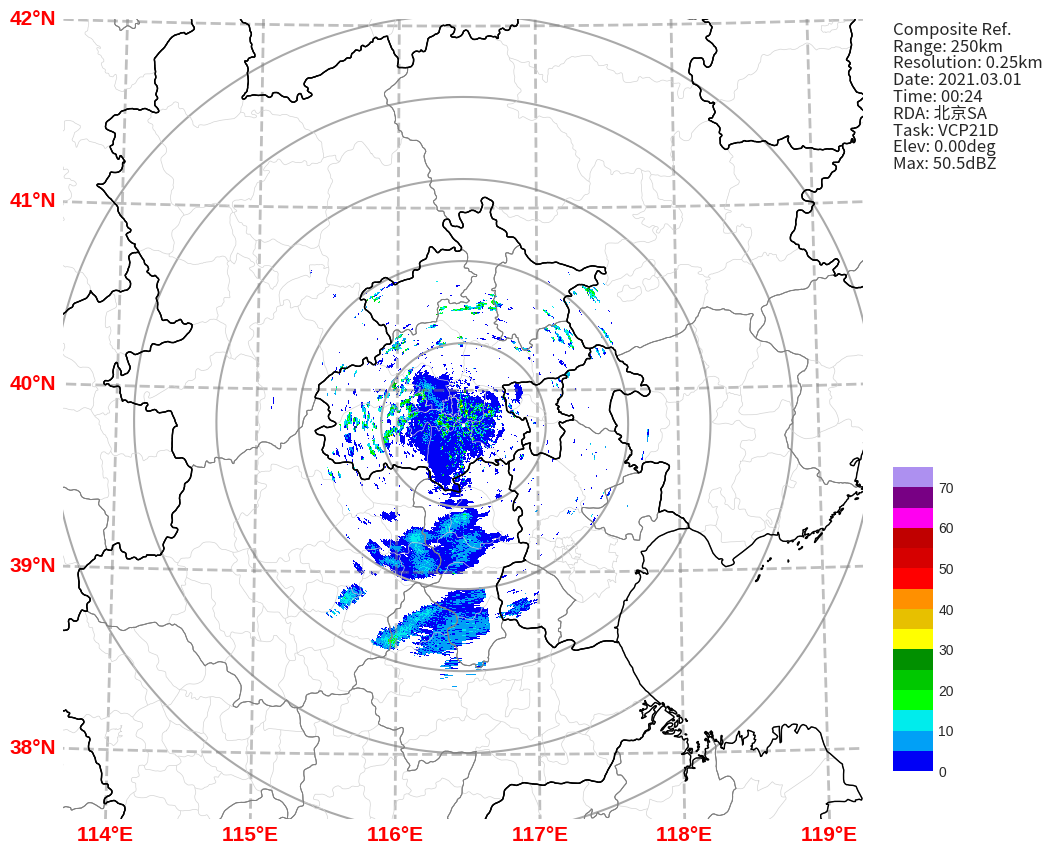 42°N
41°N
40°N
39°N
38°N
114°E
115°E
116°E
117°E
118°E
119°E
Composite Ref.
Range: 250km
Resolution: 0.25km
Date: 2021.03.01
Time: 00:24
RDA: 北京SA
Task: VCP21D
Elev: 0.00deg
Max: 50.5dBZ
70
60
50
40
30
20
10
0